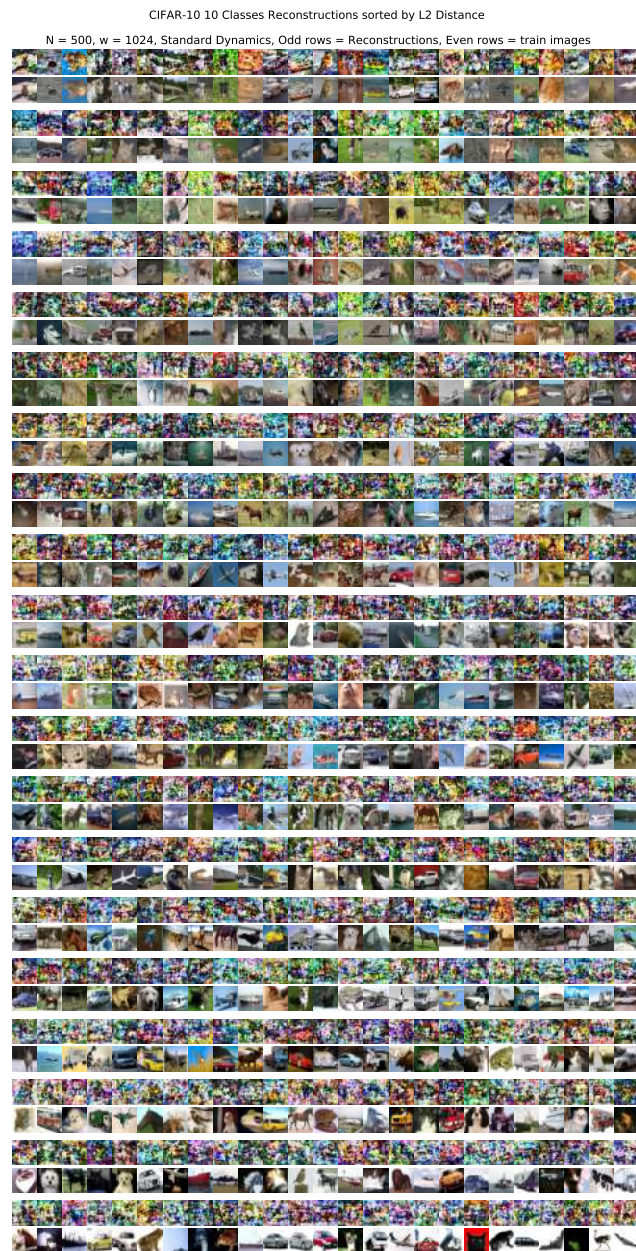 CIFAR-10 10 Classes Reconstructions sorted by L2 Distance
N = 500, w = 1024, Standard Dynamics, Odd rows = Reconstructions, Even rows = train images